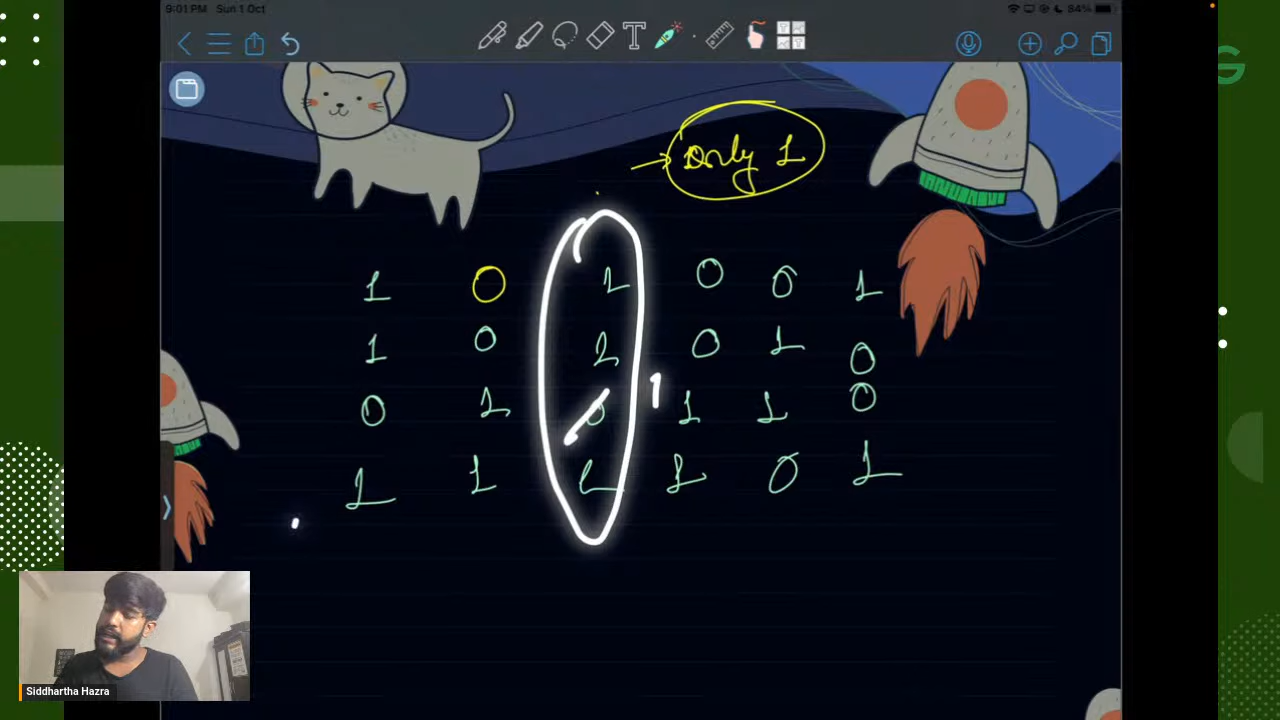 9:01 PM Sun 1 Oct 84%
T
→ Only 1
1 0 1 0 0 1
1 0 1 0 1 0
0 1 0 1 1 1 0
1 1 1 1 0 1
Siddhartha Hazra